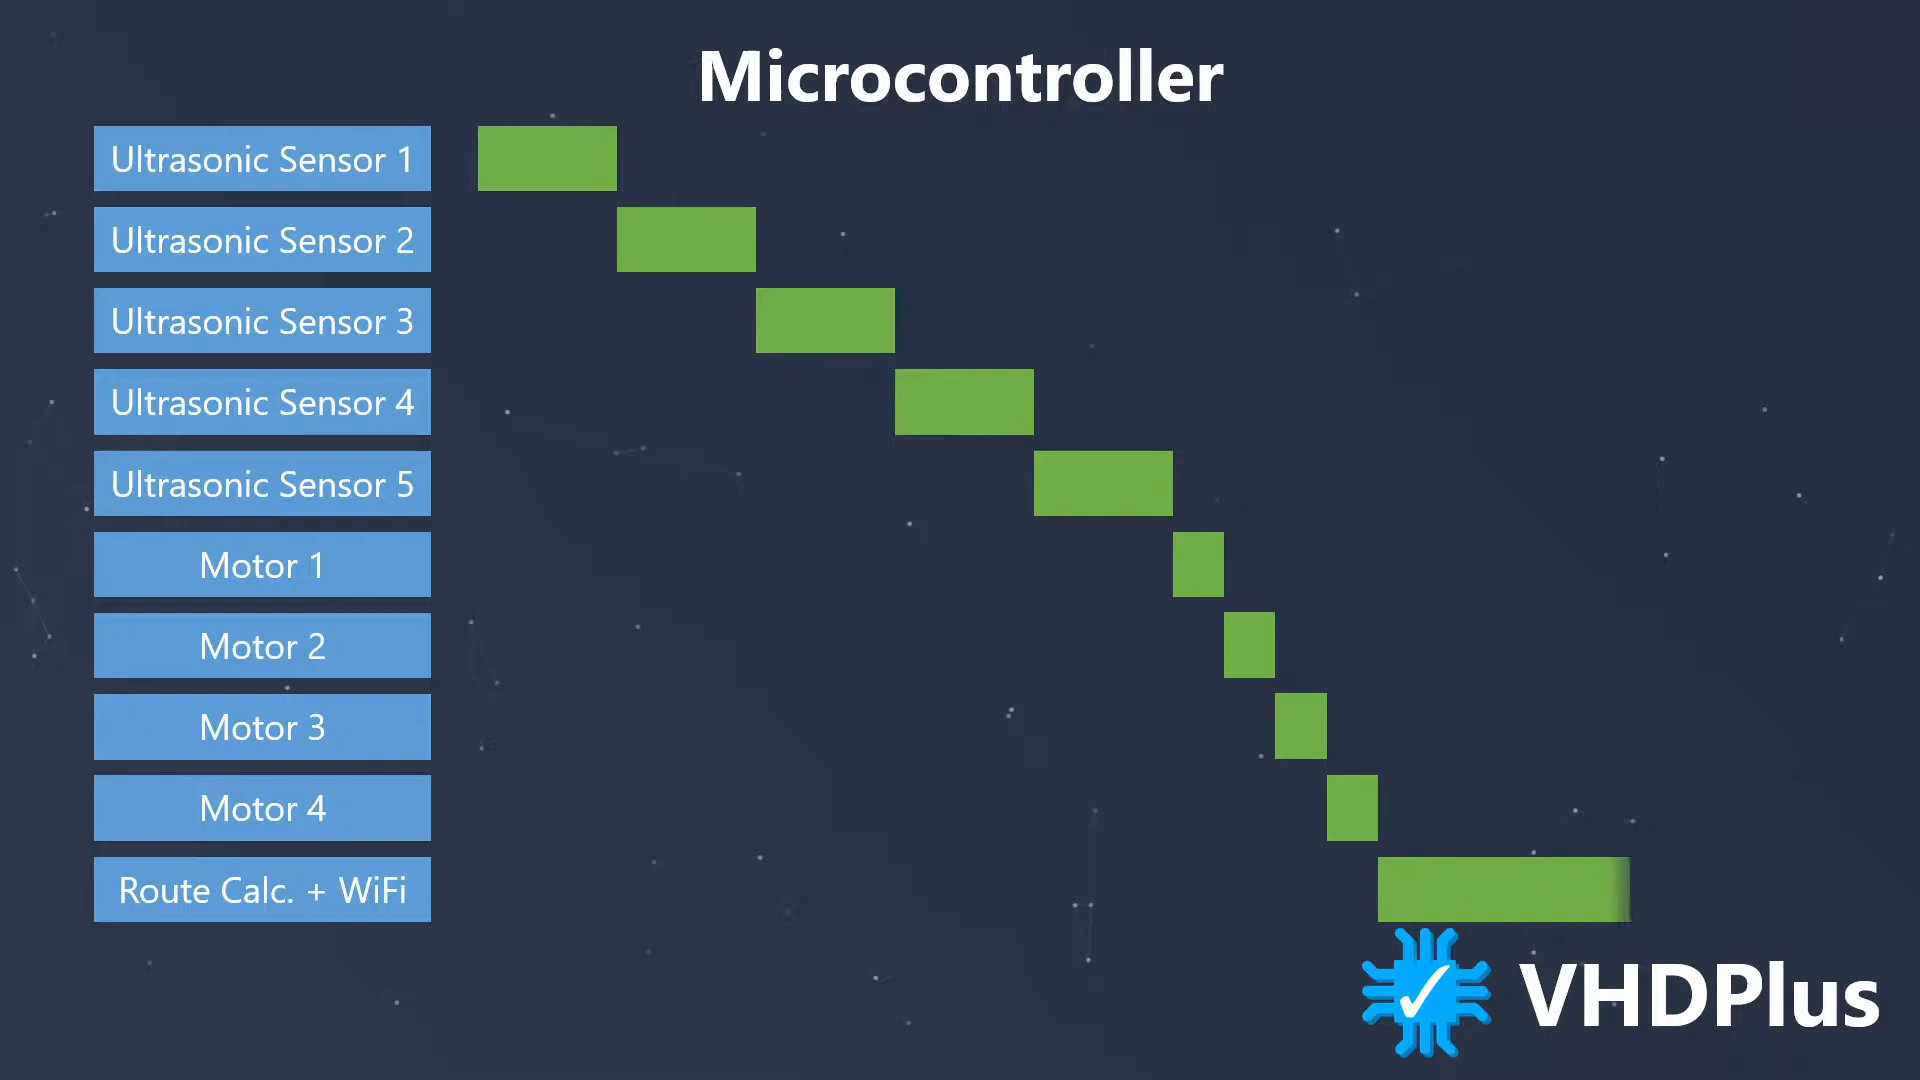 Microcontroller
Ultrasonic Sensor 1
Ultrasonic Sensor 2
Ultrasonic Sensor 3
Ultrasonic Sensor 4
Ultrasonic Sensor 5
Motor 1
Motor 2
Motor 3
Motor 4
Route Calc. + WiFi
VHDPlus